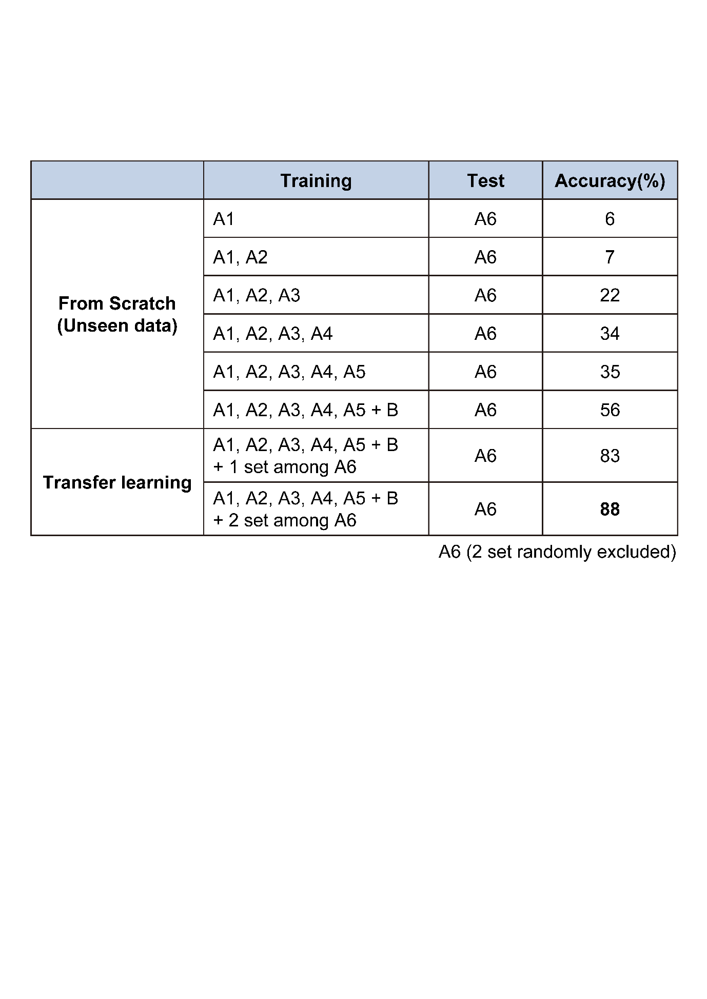 Training Test Accuracy(%)
From Scratch
(Unseen data)
A1 A6 6
A1, A2 A6 7
A1, A2, A3 A6 22
A1, A2, A3, A4 A6 34
A1, A2, A3, A4, A5 A6 35
A1, A2, A3, A4, A5 + B A6 56
Transfer learning
A1, A2, A3, A4, A5 + B
+ 1 set among A6
A6 83
A1, A2, A3, A4, A5 + B
+ 2 set among A6
A6 88
A6 (2 set randomly excluded)